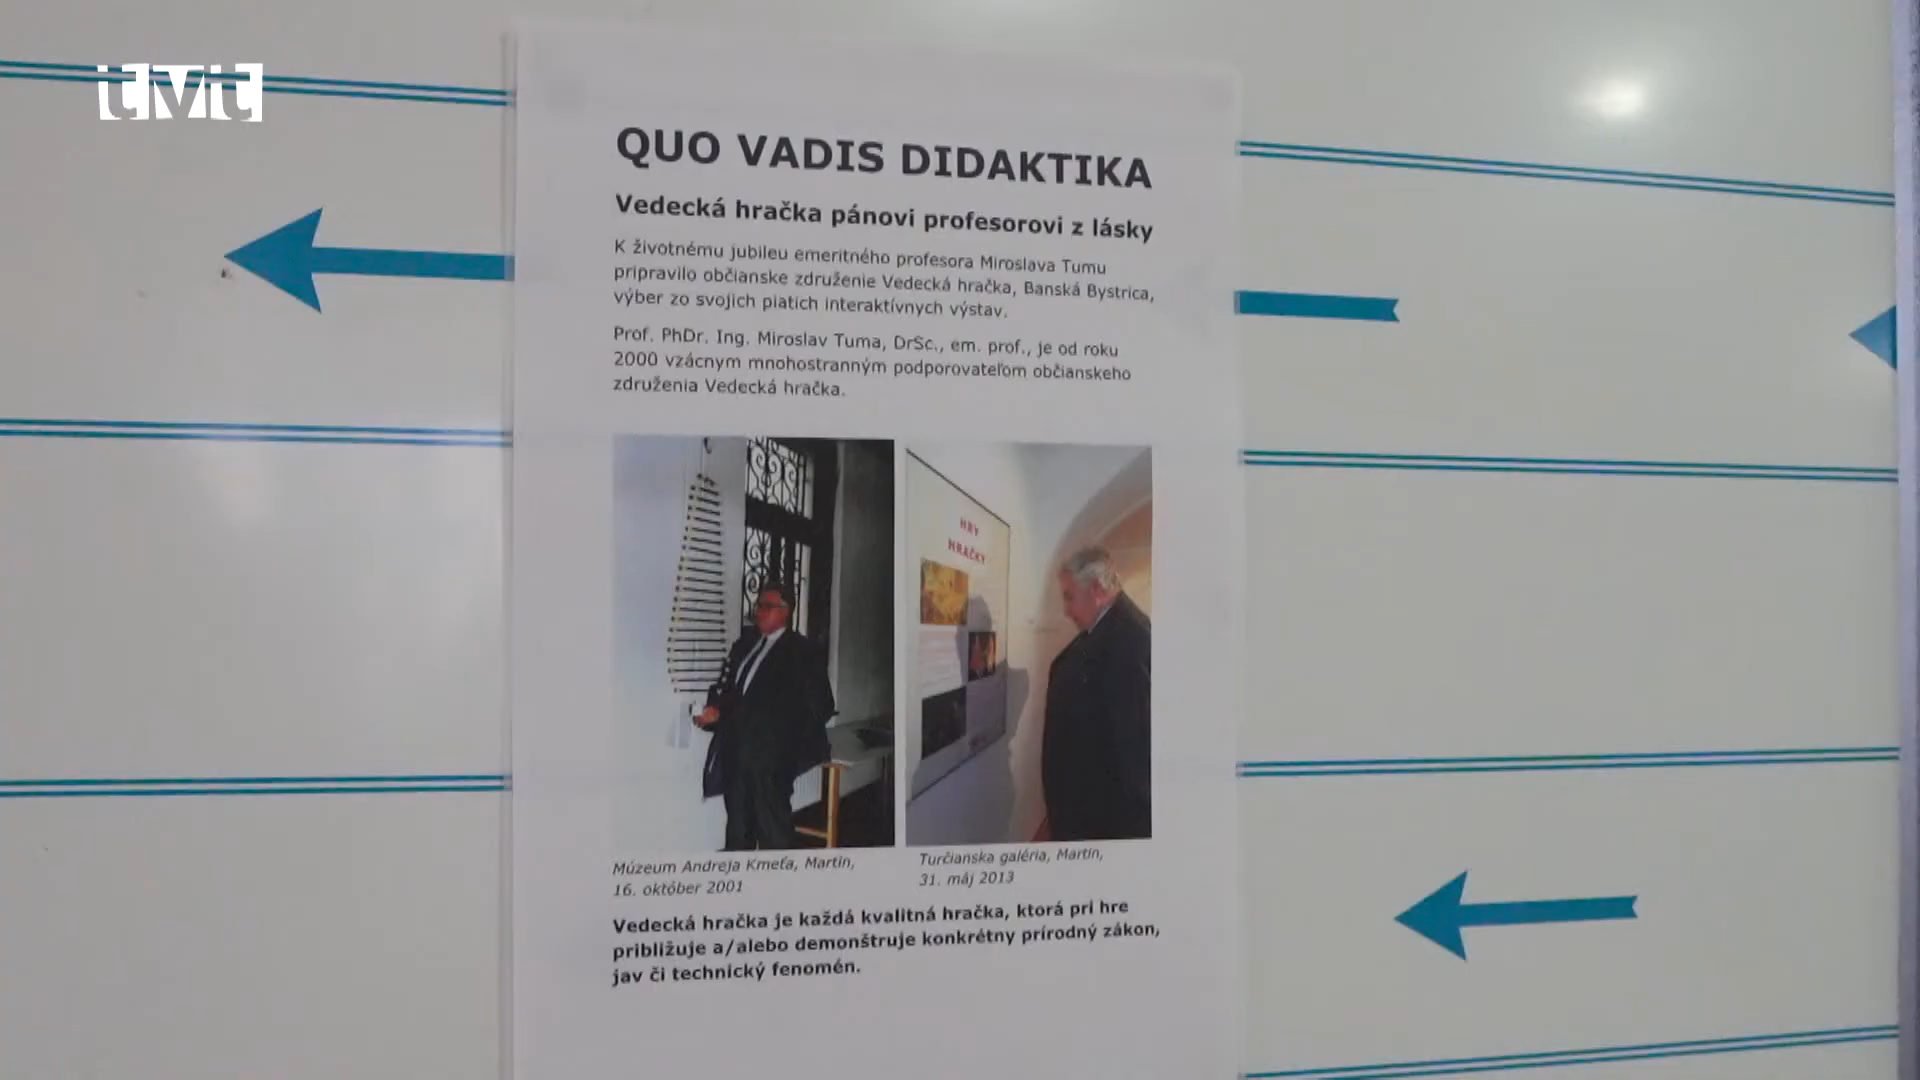 tvt
QUO VADIS DIDAKTIKA
Vedecká hračka pánovi profesorovi z lásky
K životnému jubileu emeritného profesora Miroslava Tumu
pripravilo občianske združenie Vedecká hračka, Banská Bystrica,
výber zo svojich piatich interaktívnych výstav.
Prof. PhDr. Ing. Miroslav Tuma, DrSc., em. prof., je od roku
2000 vzácnym mnohostranným podporovateľom občianskeho
združenia Vedecká hračka.
HRY
HRAČKY
Múzeum Andreja Kmeťa, Martin,
16. október 2001
Turčianska galéria, Martin,
31. máj 2013
Vedecká hračka je každá kvalitná hračka, ktorá pri hre
približuje a/alebo demonštruje konkrétny prírodný zákon,
jav či technický fenomén.